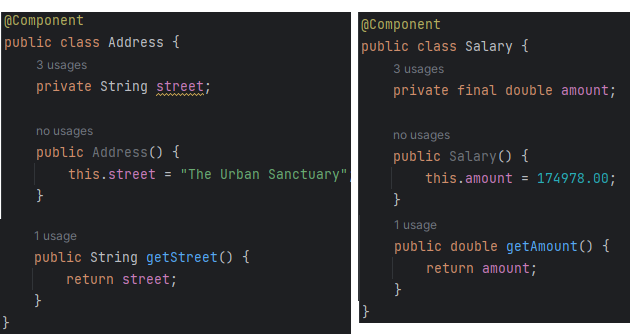 @Component
public class Address {
3 usages
private String street;
no usages
public Address() {
this.street = "The Urban Sanctuary";
}
1 usage
public String getStreet() {
return street;
}
}
@Component
public class Salary {
3 usages
private final double amount;
no usages
public Salary() {
this.amount = 174978.00;
}
1 usage
public double getAmount() {
return amount;
}
}